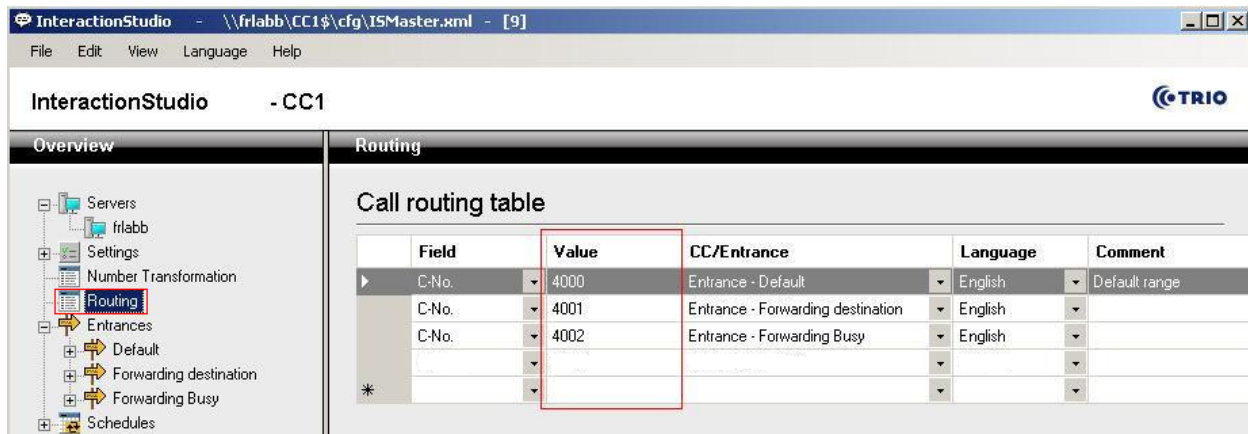 InteractionStudio - \\frlabb\CC1$\cfg\ISMaster.xml - [9]
File Edit View Language Help
InteractionStudio - CC1
TRIO
Overview
Routing
Servers
frlabb
Settings
Number Transformation
Routing
Entrances
Default
Forwarding destination
Forwarding Busy
Schedules
Call routing table
Field Value CC/Entrance Language Comment
C-No. 4000 Entrance - Default English Default range
C-No. 4001 Entrance - Forwarding destination English
C-No. 4002 Entrance - Forwarding Busy English